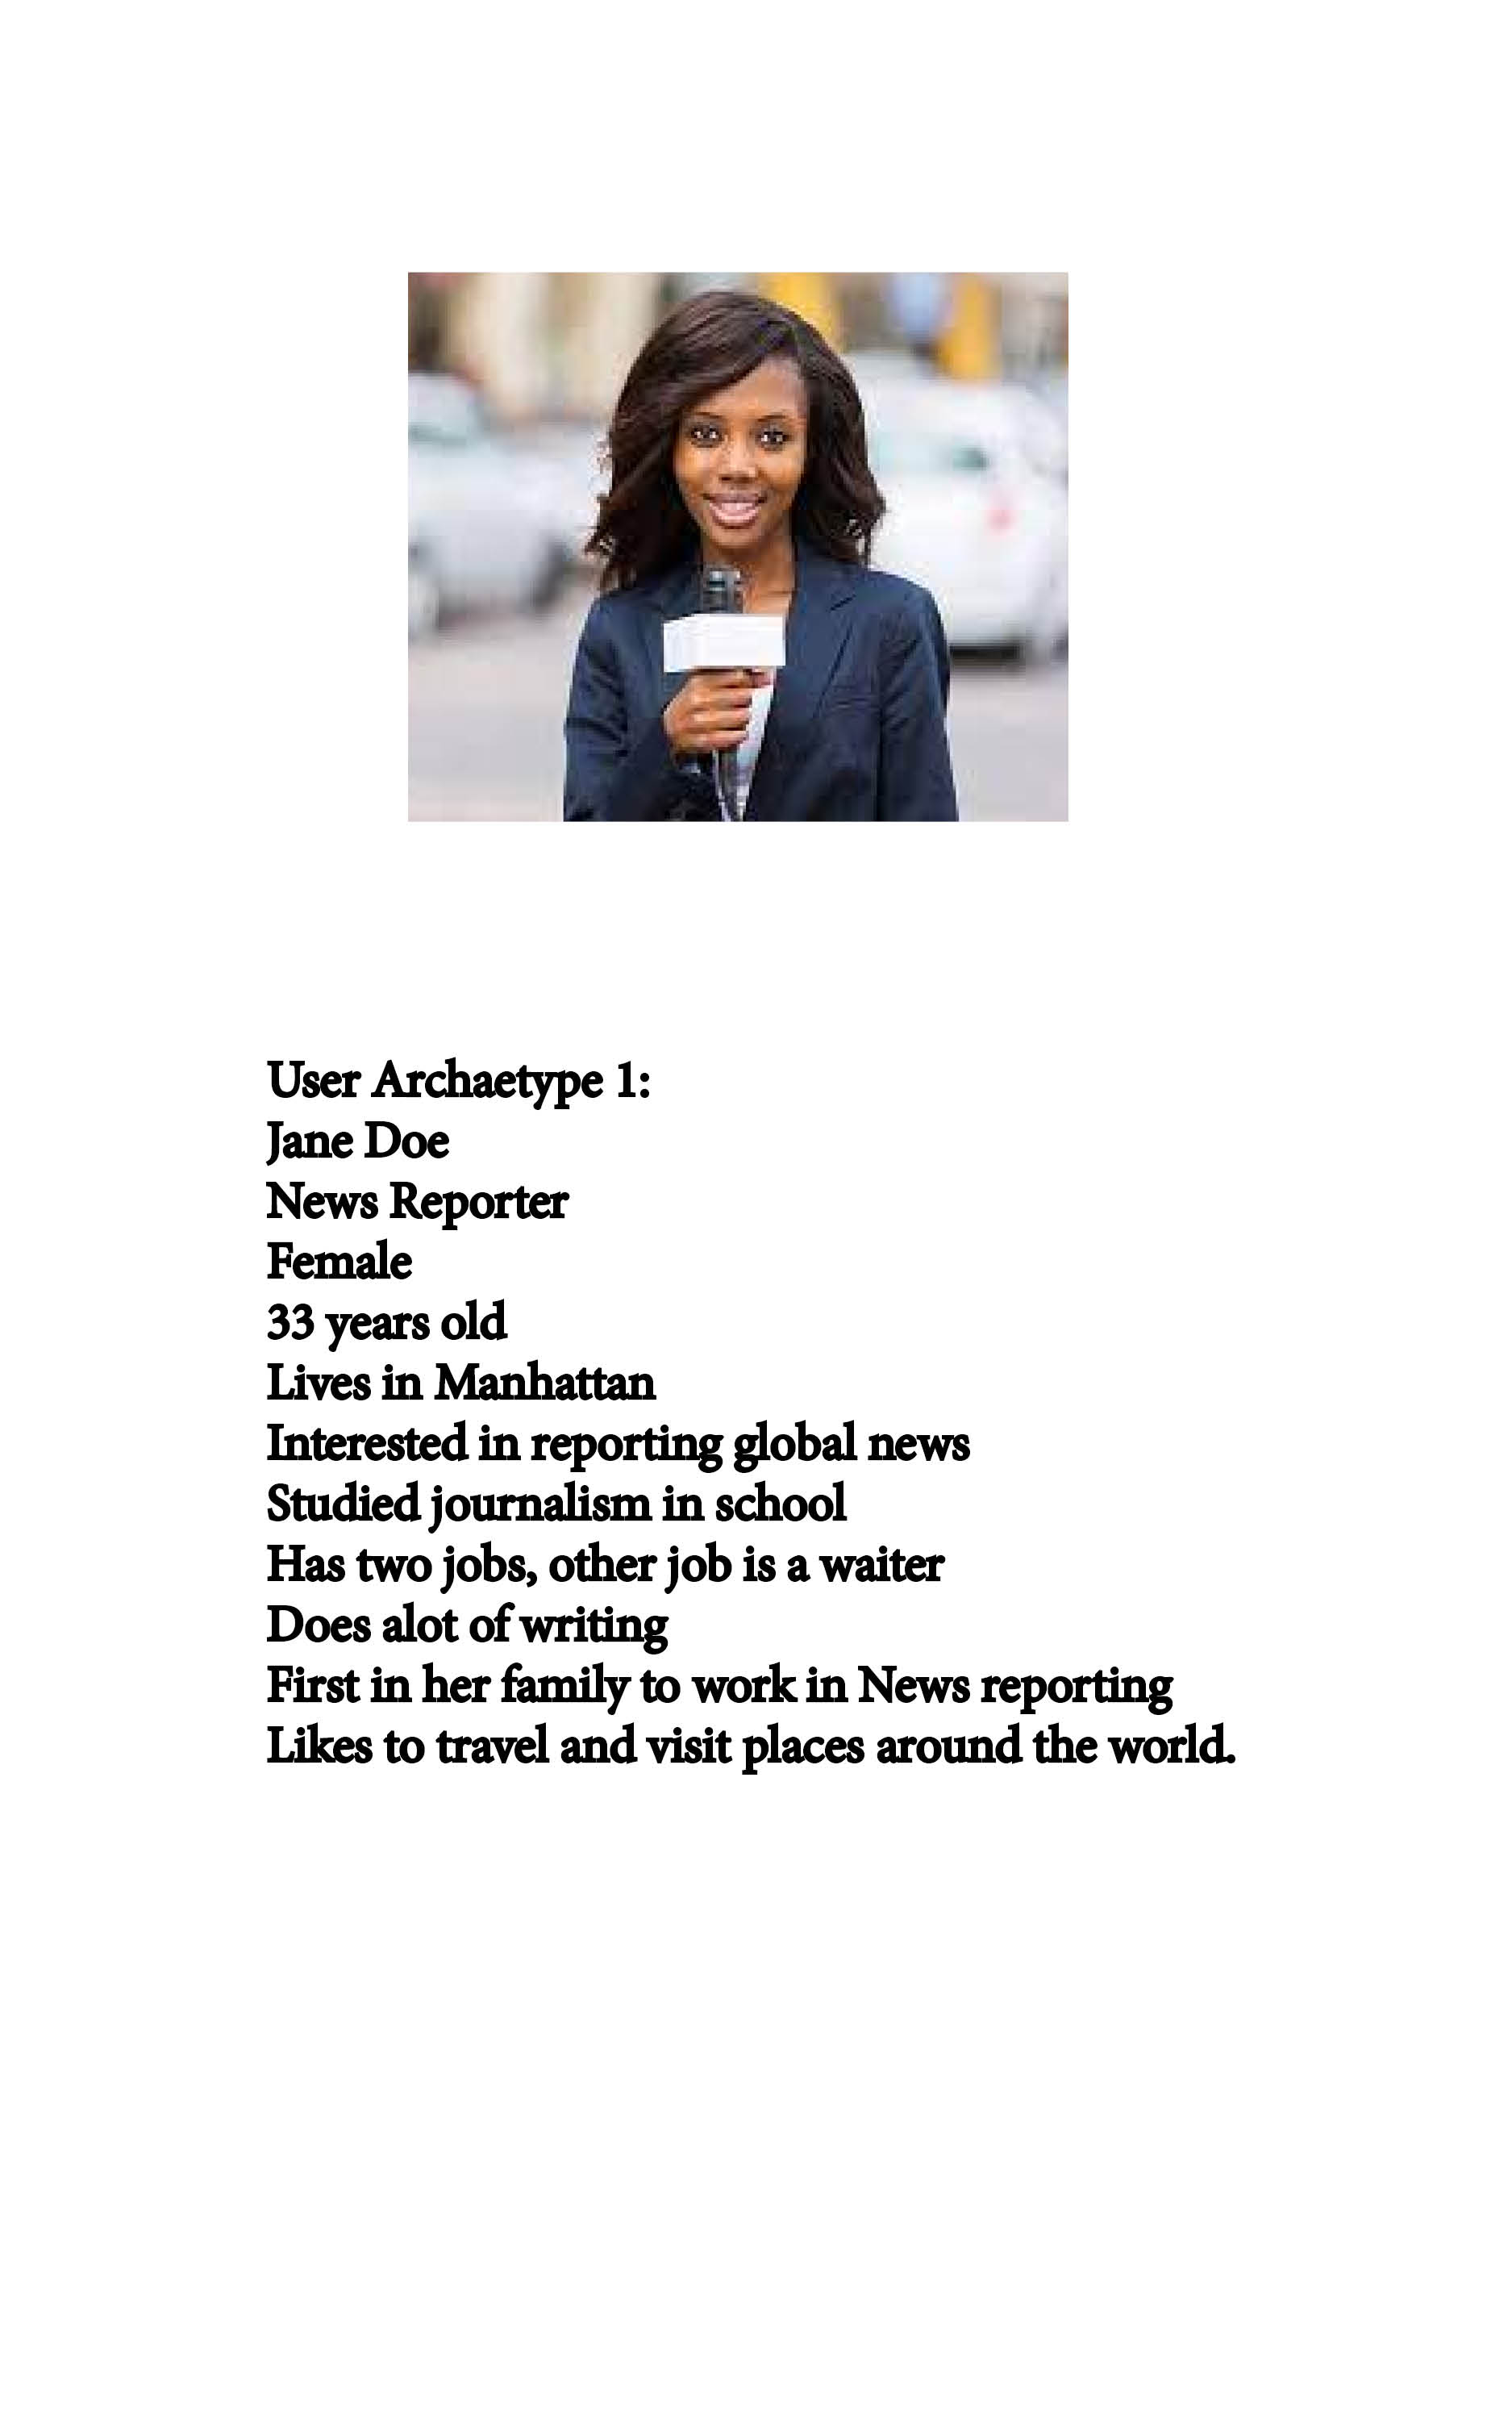 User Archaetype 1:
Jane Doe
News Reporter
Female
33 years old
Lives in Manhattan
Interested in reporting global news
Studied journalism in school
Has two jobs, other job is a waiter
Does alot of writing
First in her family to work in News reporting
Likes to travel and visit places around the world.